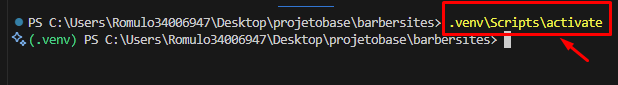 PS C:\Users\Romulo34006947\Desktop\projetobase\barbersites> .venv\Scripts\activate
(.venv) PS C:\Users\Romulo34006947\Desktop\projetobase\barbersites>